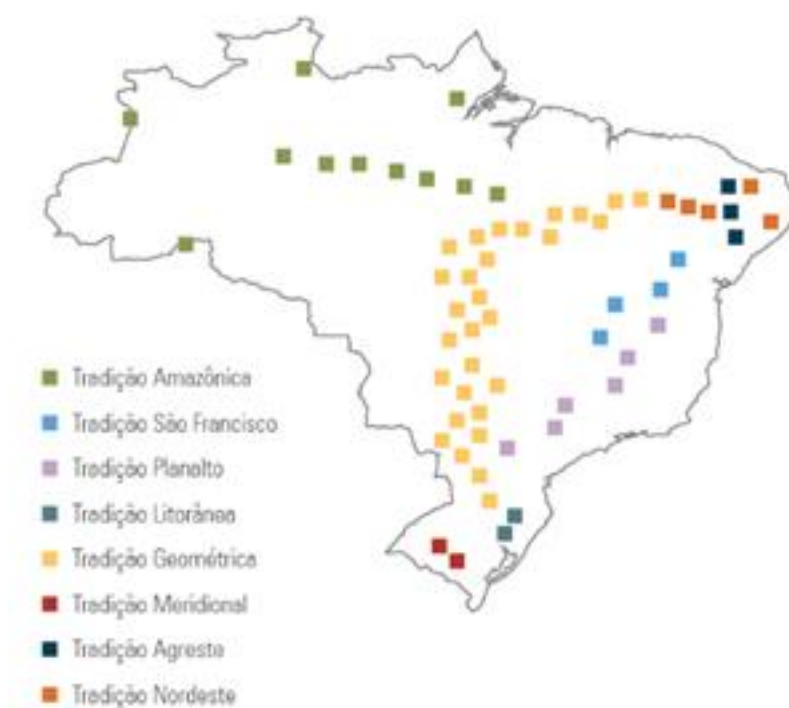 Tradição Amazônica
Tradição São Francisco
Tradição Planalto
Tradição Litorânea
Tradição Geométrica
Tradição Meridional
Tradição Agreste
Tradição Nordeste